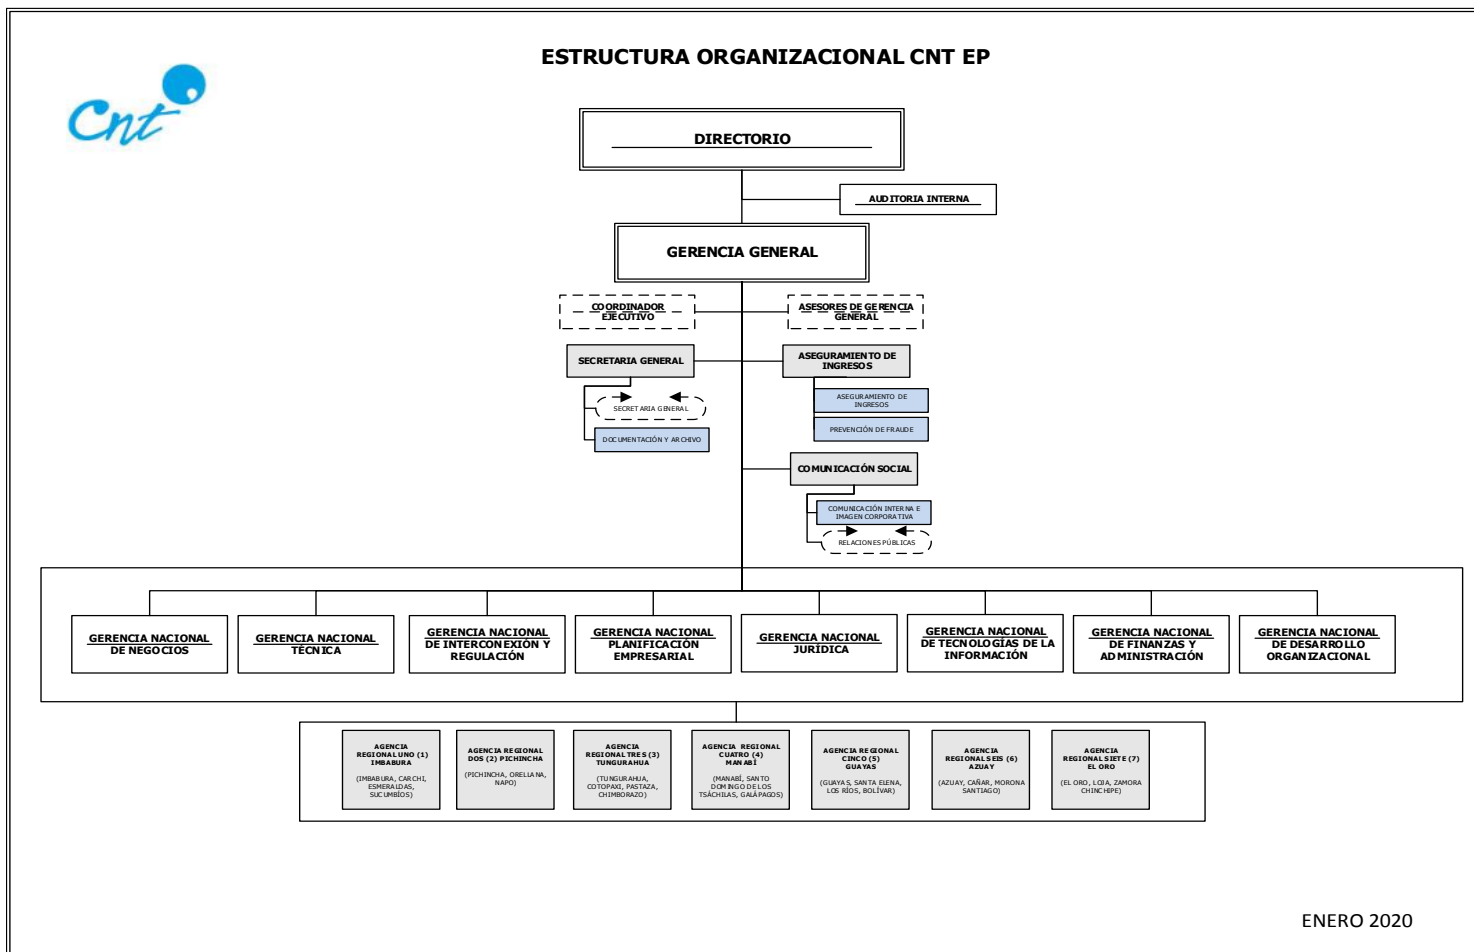 ESTRUCTURA ORGANIZACIONAL CNT EP
Cnt
DIRECTORIO
AUDITORIA INTERNA
GERENCIA GENERAL
COORDINADOR
EJECUTIVO
ASESORES DE GERENCIA
GENERAL
SECRETARIA GENERAL
ASEGURAMIENTO DE
INGRESOS
SECRETARIA GENERAL
DOCUMENTACIÓN Y ARCHIVO
ASEGURAMIENTO DE
INGRESOS
PREVENCIÓN DE FRAUDE
COMUNICACIÓN SOCIAL
COMUNICACIÓN INTERNA E
IMAGEN CORPORATIVA
RELACIONES PÚBLICAS
GERENCIA NACIONAL
DE NEGOCIOS
GERENCIA NACIONAL
TÉCNICA
GERENCIA NACIONAL
DE INTERCONEXIÓN Y
REGULACIÓN
GERENCIA NACIONAL
PLANIFICACIÓN
EMPRESARIAL
GERENCIA NACIONAL
JURÍDICA
GERENCIA NACIONAL
DE TECNOLOGÍAS DE LA
INFORMACIÓN
GERENCIA NACIONAL
DE FINANZAS Y
ADMINISTRACIÓN
GERENCIA NACIONAL
DE DESARROLLO
ORGANIZACIONAL
AGENCIA
REGIONAL UNO (1)
IMBABURA
(IMBABURA, CARCHI,
ESMERALDAS,
SUCUMBÍOS)
AGENCIA REGIONAL
DOS (2) PICHINCHA
(PICHINCHA, ORELLANA,
NAPO)
AGENCIA
REGIONAL TRES (3)
TUNGURAHUA
(TUNGURAHUA,
COTOPAXI, PASTAZA,
CHIMBORAZO)
AGENCIA REGIONAL
CUATRO (4)
MANABÍ
(MANABÍ, SANTO
DOMINGO DE LOS
TSÁCHILAS, GALÁPAGOS)
AGENCIA REGIONAL
CINCO (5)
GUAYAS
(GUAYAS, SANTA ELENA,
LOS RÍOS, BOLÍVAR)
AGENCIA
REGIONAL SEIS (6)
AZUAY
(AZUAY, CAÑAR, MORONA
SANTIAGO)
AGENCIA
REGIONAL SIETE (7)
EL ORO
(EL ORO, LOJA, ZAMORA
CHINCHIPE)
ENERO 2020